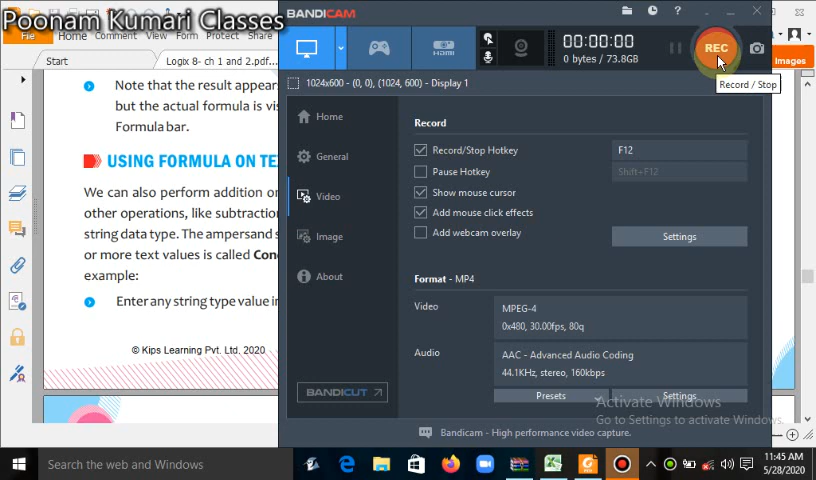 Poonam Kumari Classes
File
Home
Comment
View
Form
Protect
Share
Start
Logix 8- ch 1 and 2.pdf...
Images
Note that the result appears
but the actual formula is vis
Formula bar.
USING FORMULA ON TE
We can also perform addition or
other operations, like subtraction
string data type. The ampersand s
or more text values is called Con
example:
Enter any string type value in
© Kips Learning Pvt. Ltd. 2020
BANDICAM
HDMI
00:00:00
0 bytes / 73.8GB
REC
Record / Stop
1024x600 - (0, 0), (1024, 600) - Display 1
Home
General
Video
Image
About
BANDICUT
Record
Record/Stop Hotkey
F12
Pause Hotkey
Shift+F12
Show mouse cursor
Add mouse click effects
Add webcam overlay
Settings
Format - MP4
Video
MPEG-4
0x480, 30.00fps, 80q
Audio
AAC - Advanced Audio Coding
44.1KHz, stereo, 160kbps
Presets
Settings
Activate Windows
Go to Settings to activate Windows.
Bandicam - High performance video capture.
Search the web and Windows
11:45 AM
5/28/2020